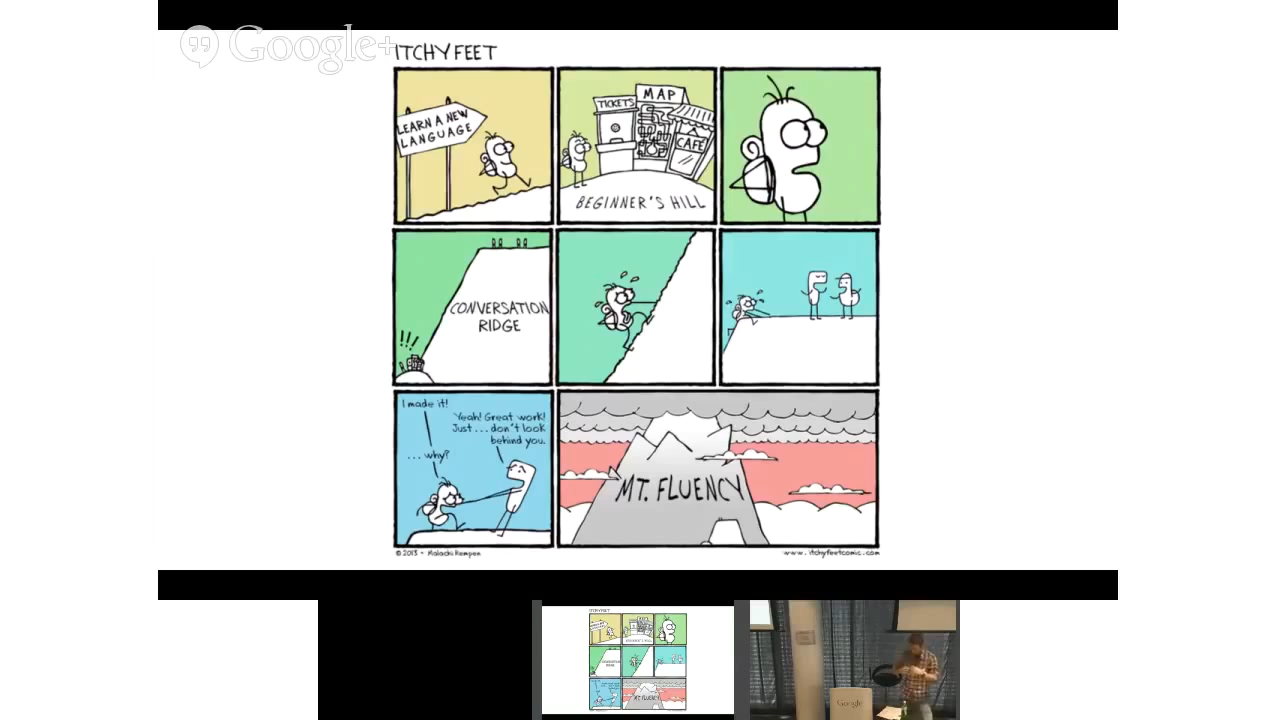 Google+
ITCHY FEET
LEARN A NEW
LANGUAGE
TICKETS
MAP
CAFÉ
BEGINNER'S HILL
!!!
CONVERSATION
RIDGE
I made it!
...why?
Yeah! Great work!
Just...don't look
behind you.
MT. FLUENCY
© 2013 - Malachi Rempen
www.itchyfeetcomic.com
Google